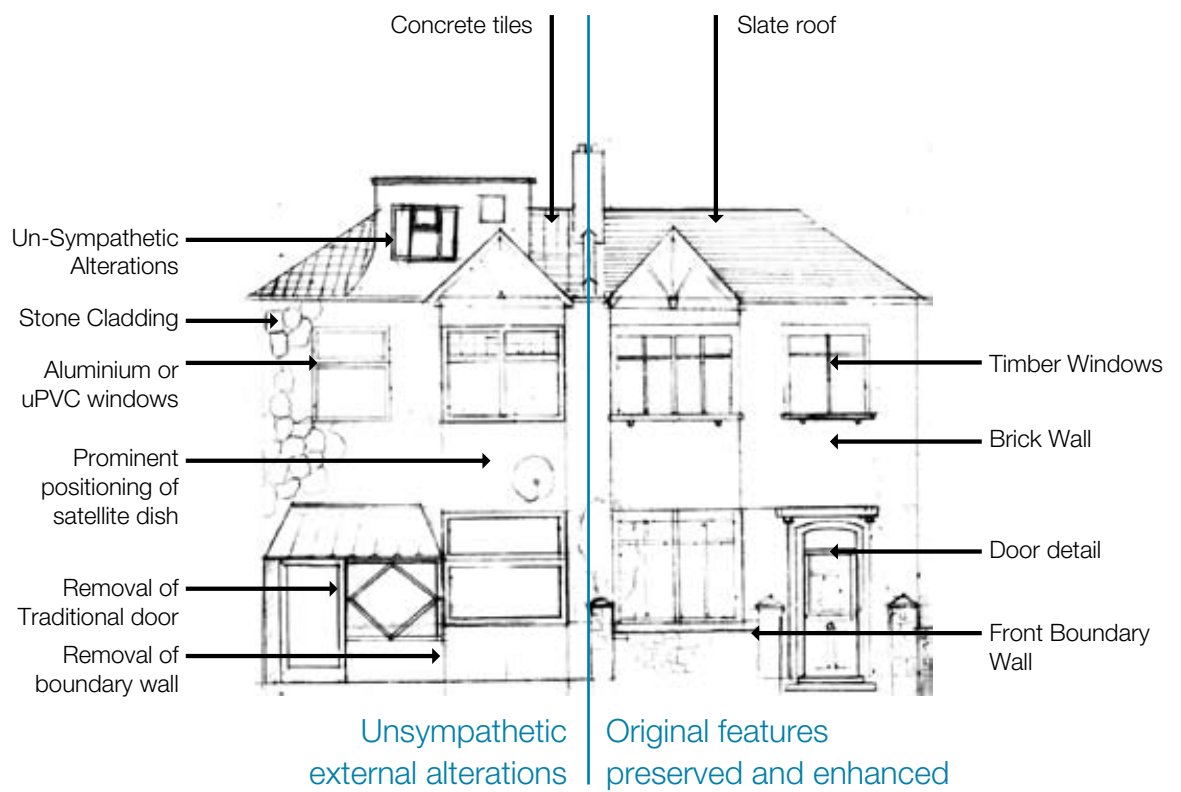 Concrete tiles
Slate roof
Un-Sympathetic
Alterations
Stone Cladding
Aluminium or
uPVC windows
Prominent
positioning of
satellite dish
Removal of
Traditional door
Removal of
boundary wall
Timber Windows
Brick Wall
Door detail
Front Boundary
Wall
Unsympathetic
external alterations
Original features
preserved and enhanced